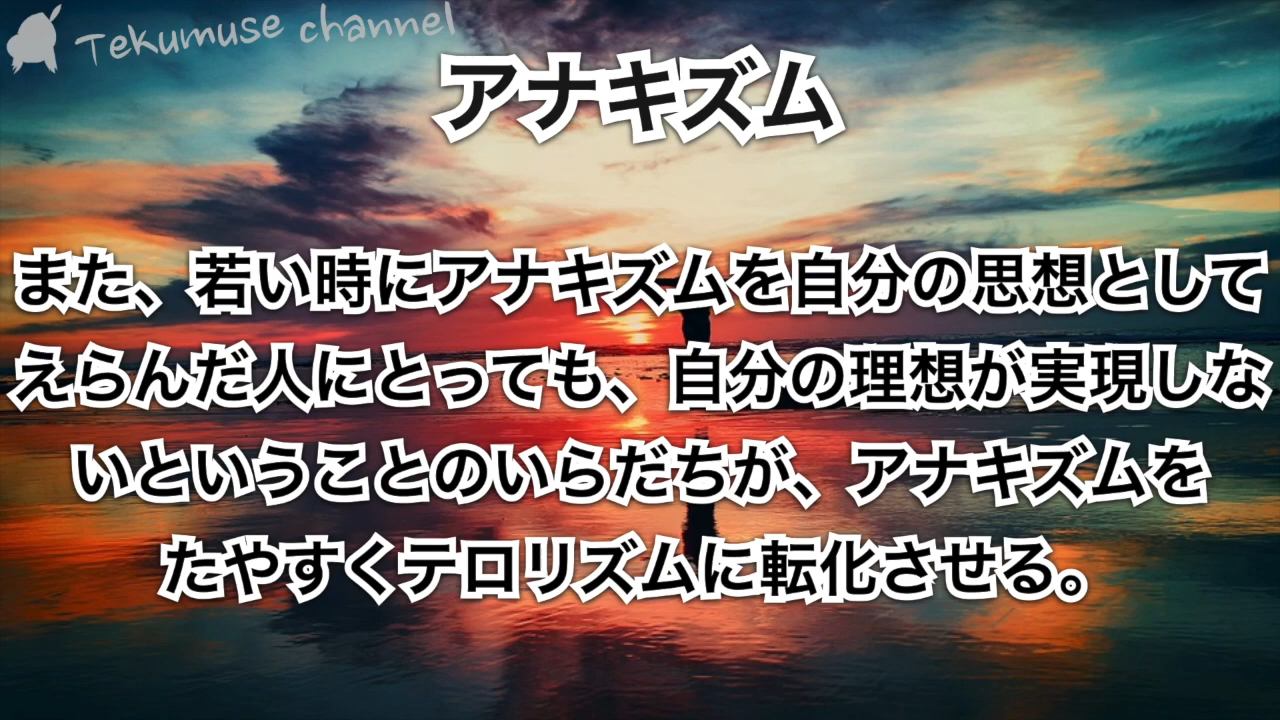 Tekumuse channel
アナキズム
また、若い時にアナキズムを自分の思想として
えらんだ人にとっても、自分の理想が実現しな
いということのいらだちが、アナキズムを
たやすくテロリズムに転化させる。